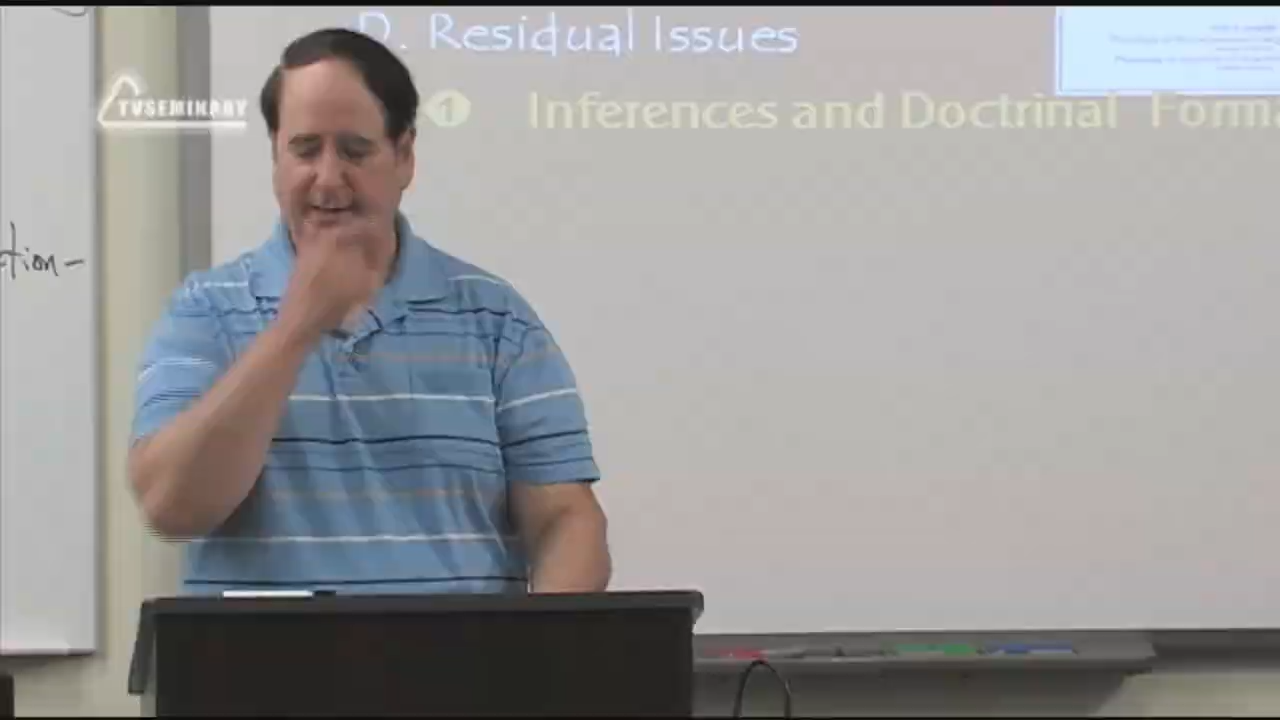 D. Residual Issues
TVSEMINARY
1 Inferences and Doctrinal Forma
tion-